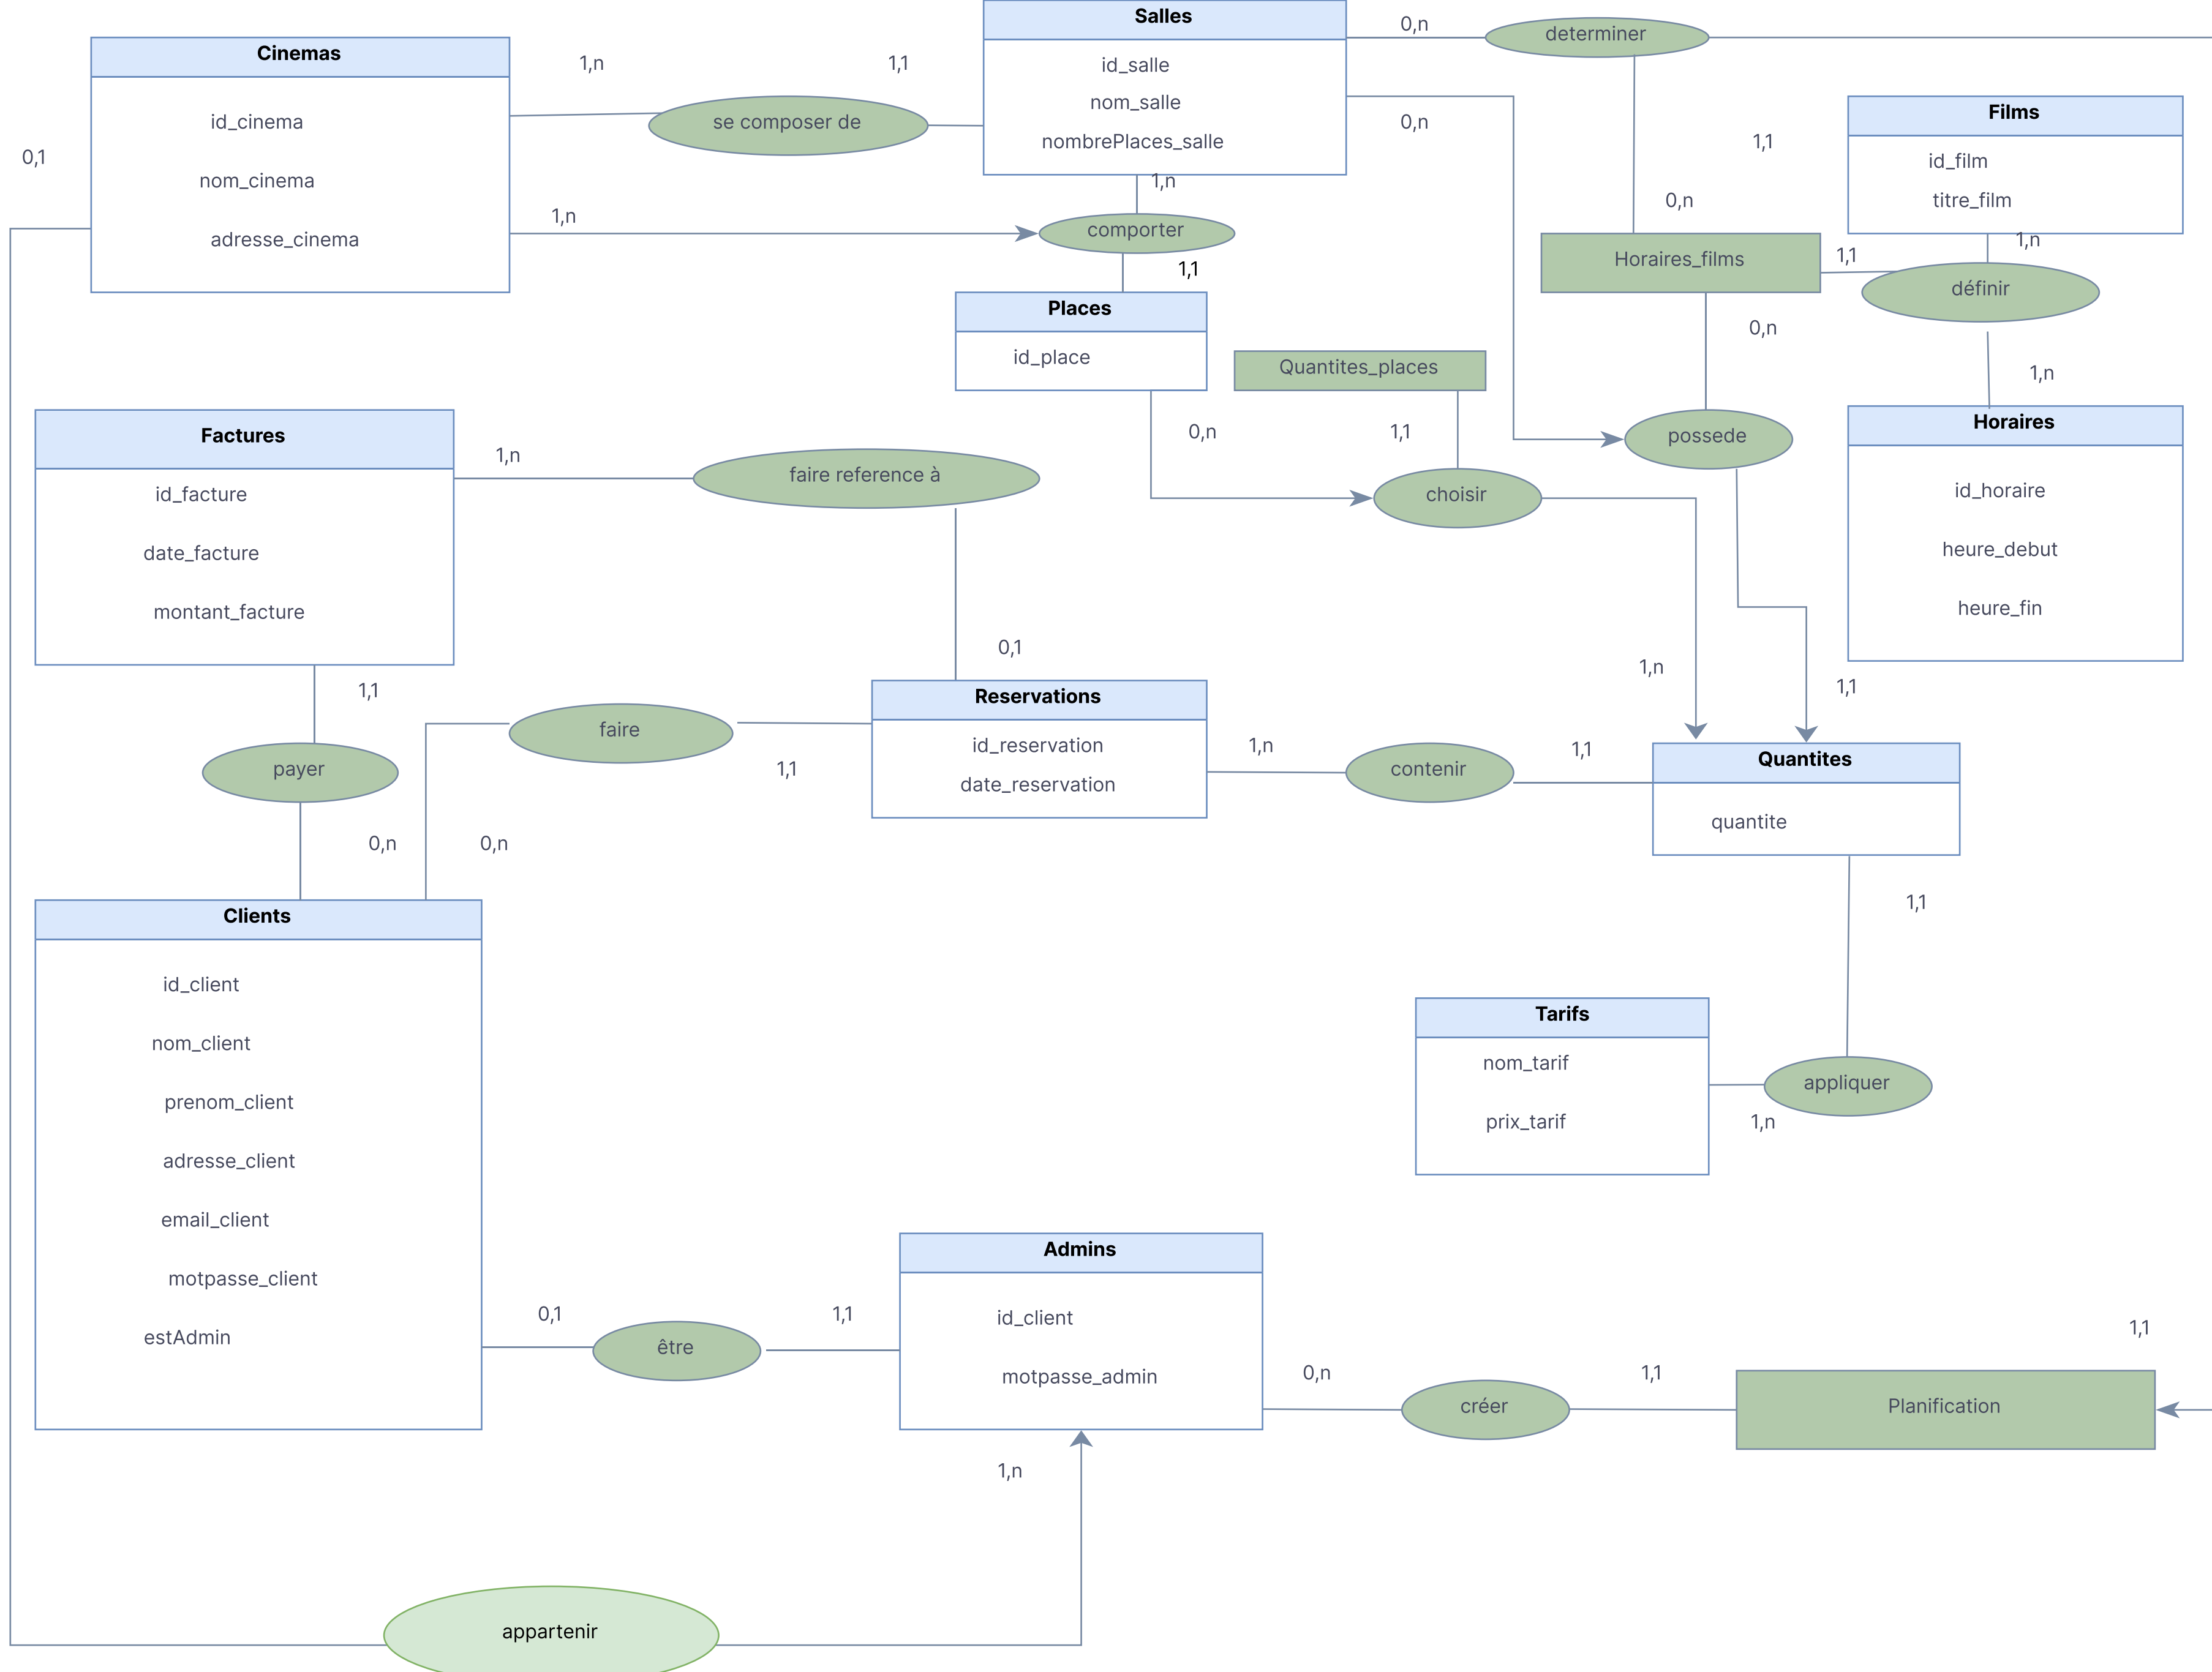 Salles
0,n
determiner
Cinemas
1,n
1,1
id_salle
nom_salle
nombrePlaces_salle
se composer de
id_cinema
nom_cinema
adresse_cinema
0,1
0,n
1,1
Films
id_film
titre_film
1,n
1,n
comporter
1,1
0,n
Horaires_films
1,1
1,n
définir
Places
id_place
0,n
1,n
Quantites_places
0,n
1,1
possede
Horaires
id_horaire
heure_debut
heure_fin
choisir
Factures
id_facture
date_facture
montant_facture
1,n
faire reference à
0,1
1,n
1,1
1,1
payer
faire
1,1
Reservations
id_reservation
date_reservation
1,n
contenir
1,1
Quantites
quantite
0,n
0,n
1,1
Clients
id_client
nom_client
prenom_client
adresse_client
email_client
motpasse_client
estAdmin
Tarifs
nom_tarif
prix_tarif
appliquer
1,n
0,1
être
1,1
Admins
id_client
motpasse_admin
0,n
créer
1,1
Planification
1,1
1,n
appartenir